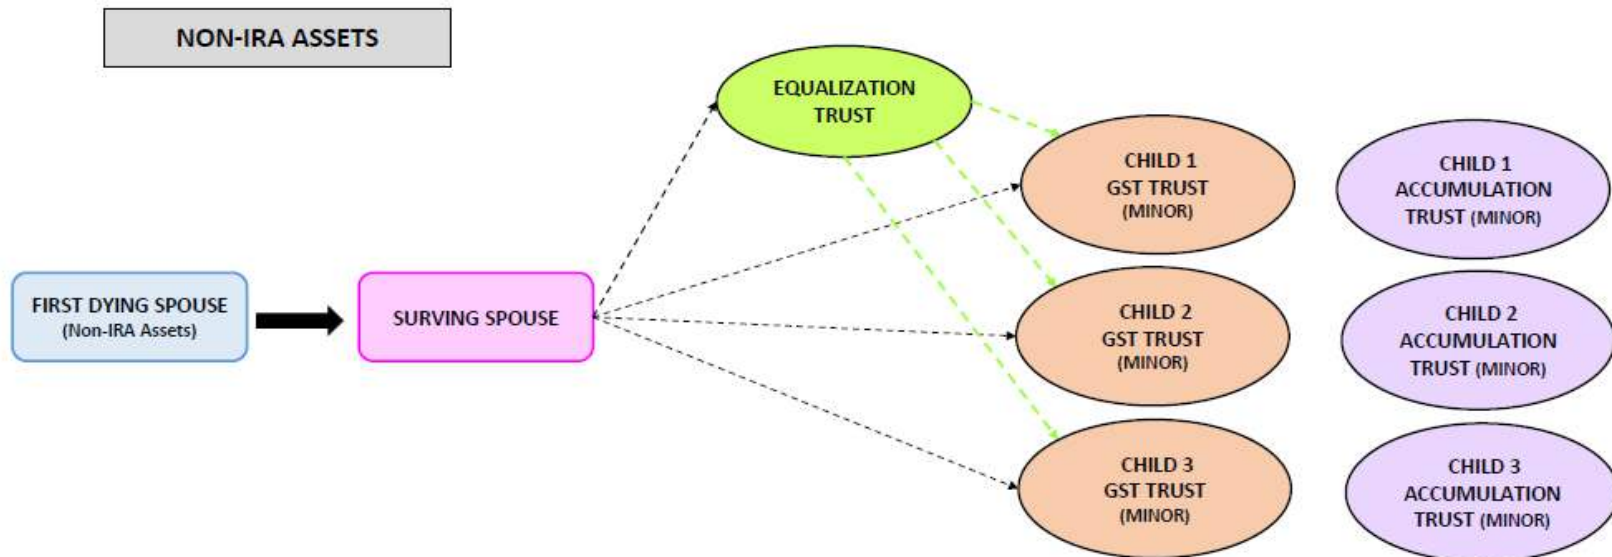 NON-IRA ASSETS
EQUALIZATION
TRUST
CHILD 1
GST TRUST
(MINOR)
CHILD 1
ACCUMULATION
TRUST (MINOR)
FIRST DYING SPOUSE
(Non-IRA Assets)
SURVING SPOUSE
CHILD 2
GST TRUST
(MINOR)
CHILD 2
ACCUMULATION
TRUST (MINOR)
CHILD 3
GST TRUST
(MINOR)
CHILD 3
ACCUMULATION
TRUST (MINOR)